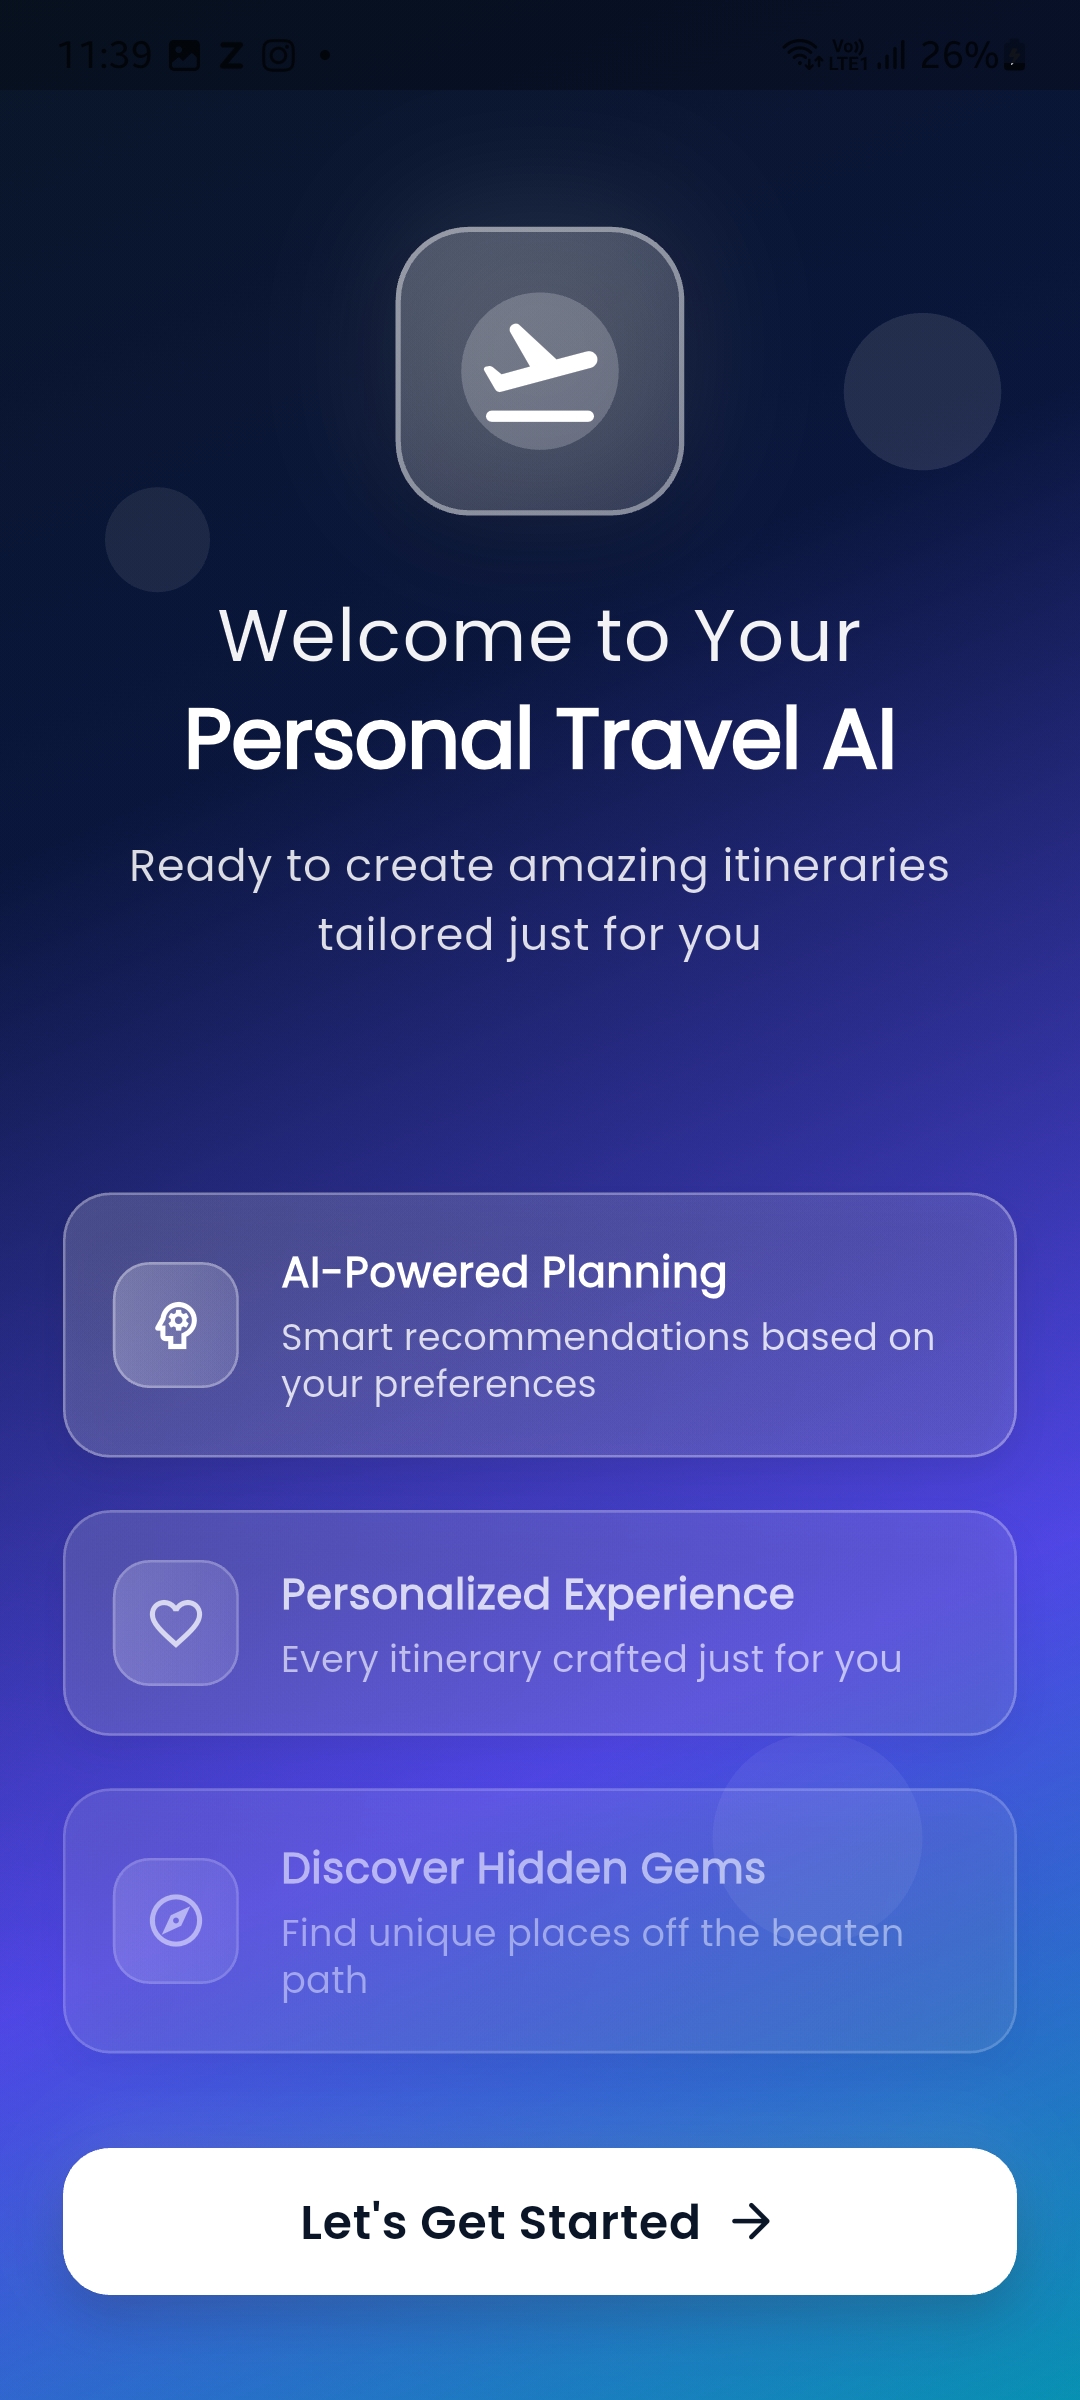 11:39 Z Vo)) LTE1 26%
Welcome to Your
Personal Travel AI
Ready to create amazing itineraries
tailored just for you
AI-Powered Planning
Smart recommendations based on
your preferences
Personalized Experience
Every itinerary crafted just for you
Discover Hidden Gems
Find unique places off the beaten
path
Let's Get Started